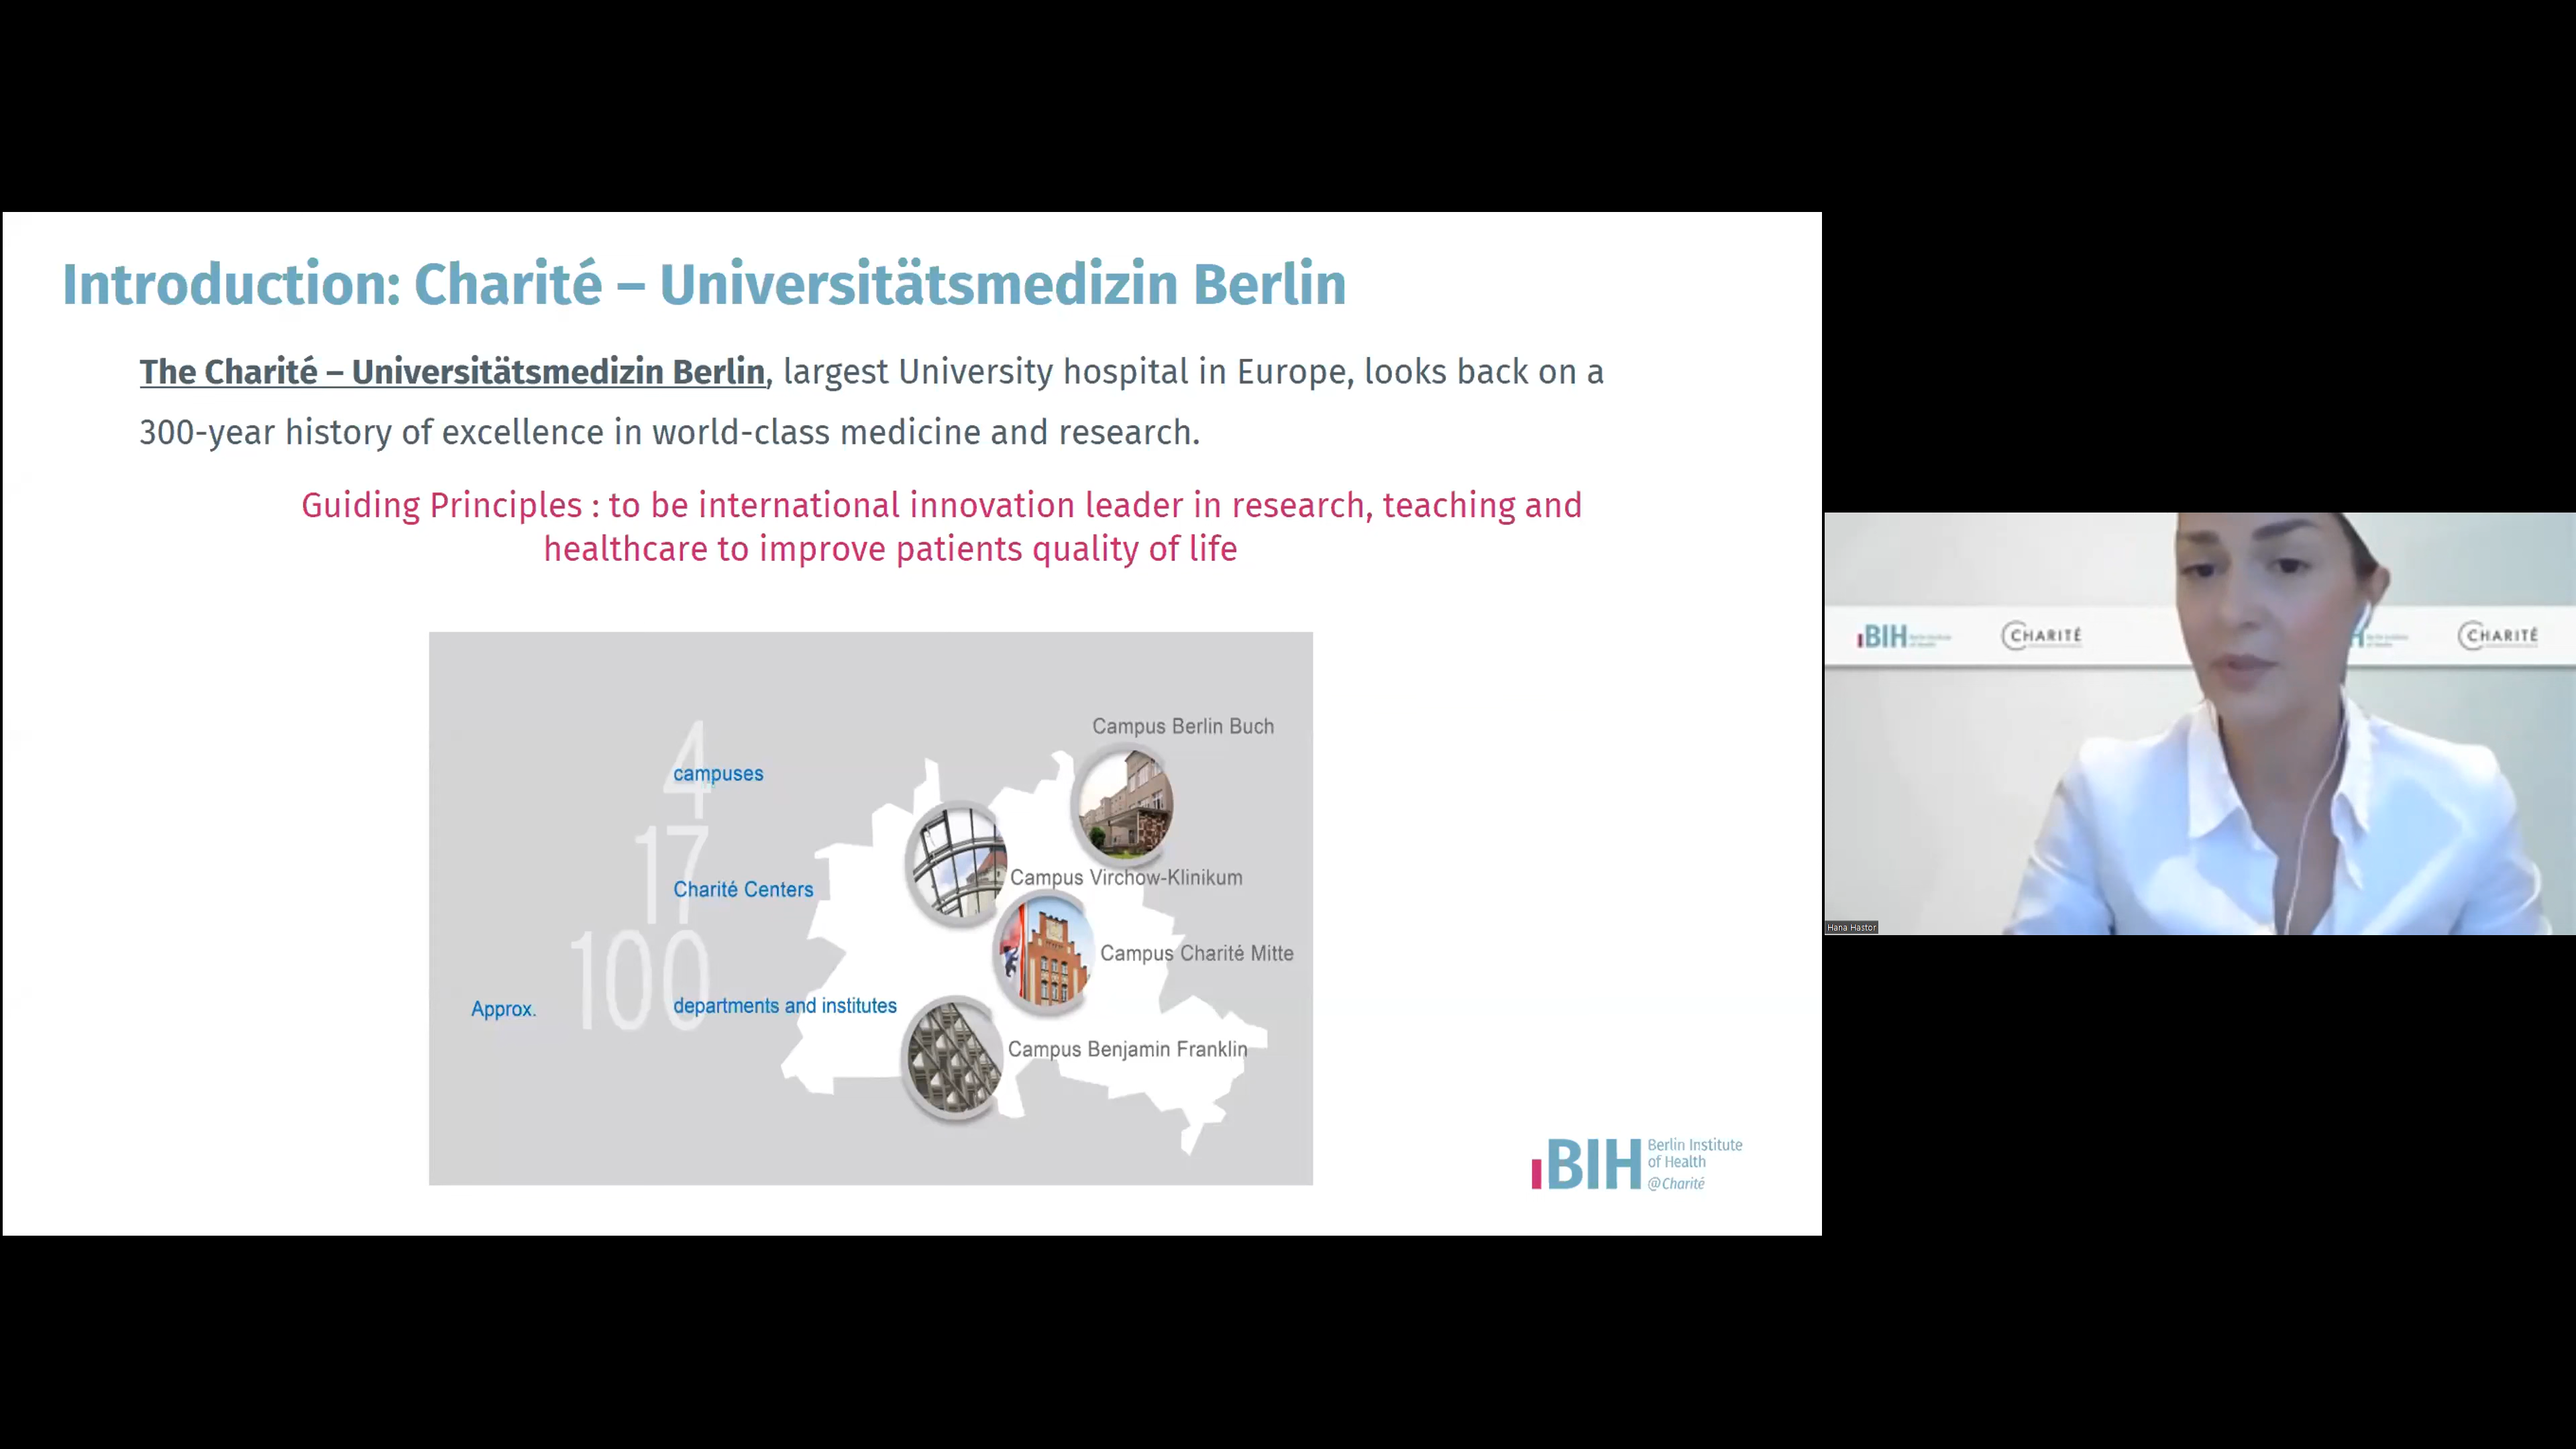 Introduction: Charité – Universitätsmedizin Berlin
The Charité – Universitätsmedizin Berlin, largest University hospital in Europe, looks back on a
300-year history of excellence in world-class medicine and research.
Guiding Principles : to be international innovation leader in research, teaching and
healthcare to improve patients quality of life
4
campuses
17
Charité Centers
Approx.
100
departments and institutes
Campus Berlin Buch
Campus Virchow-Klinikum
Campus Charité Mitte
Campus Benjamin Franklin
BIH
Berlin Institute
of Health
@Charité
BIH
CHARITÉ
CHARITÉ
Hana Hastor